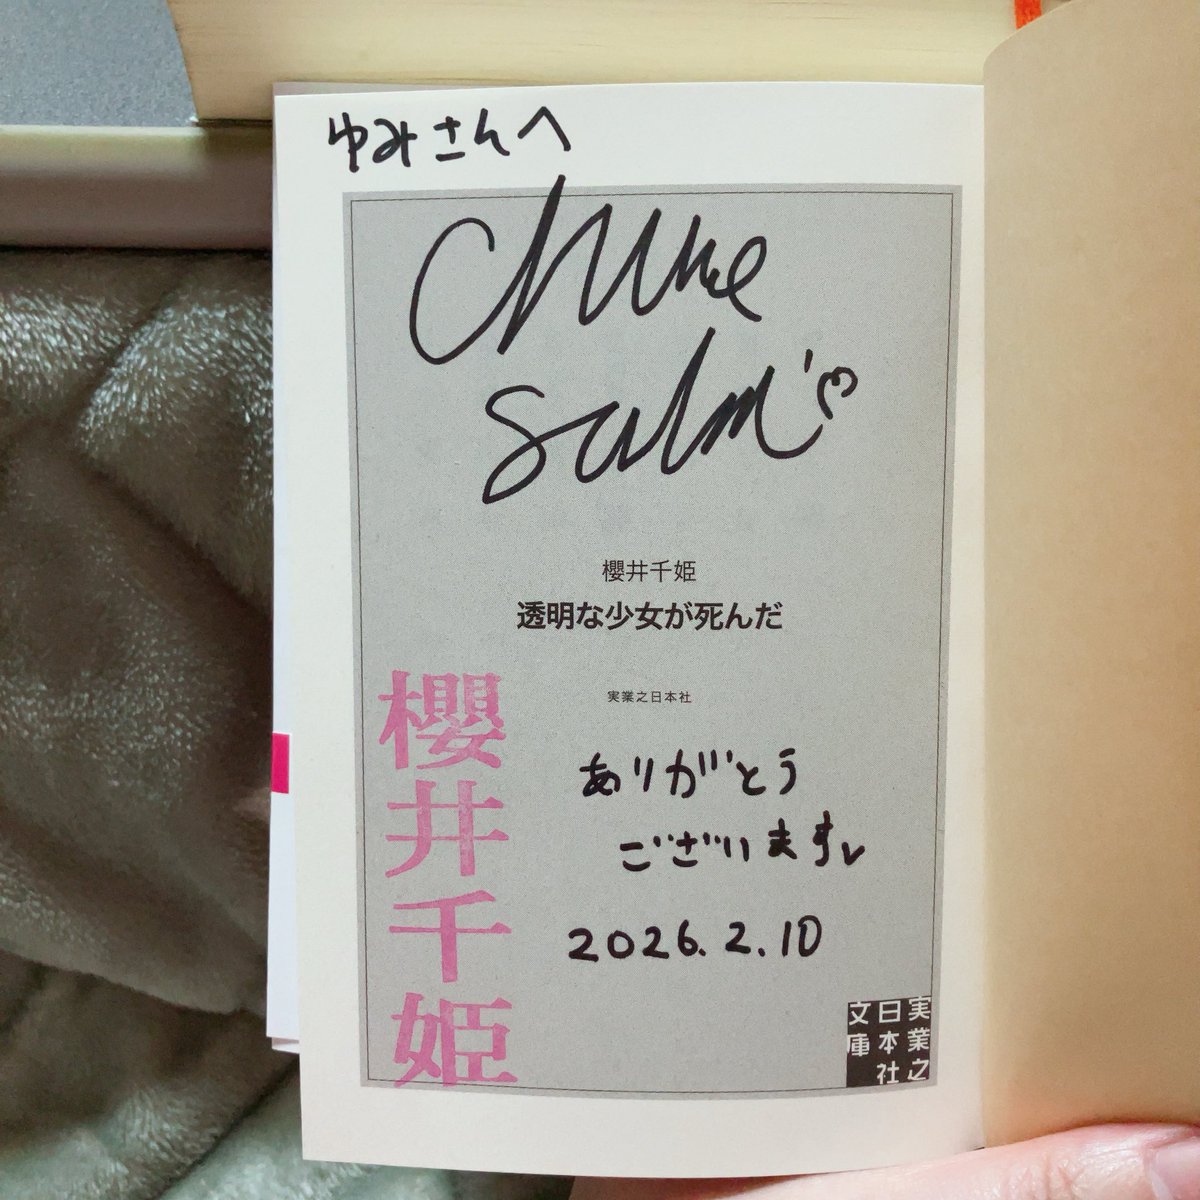 ゆみさんへ
櫻井千姫
透明な少女が死んだ
実業之日本社
櫻井千姫
ありがとう
ございます
2026.2.10
実業之
日本社
文庫